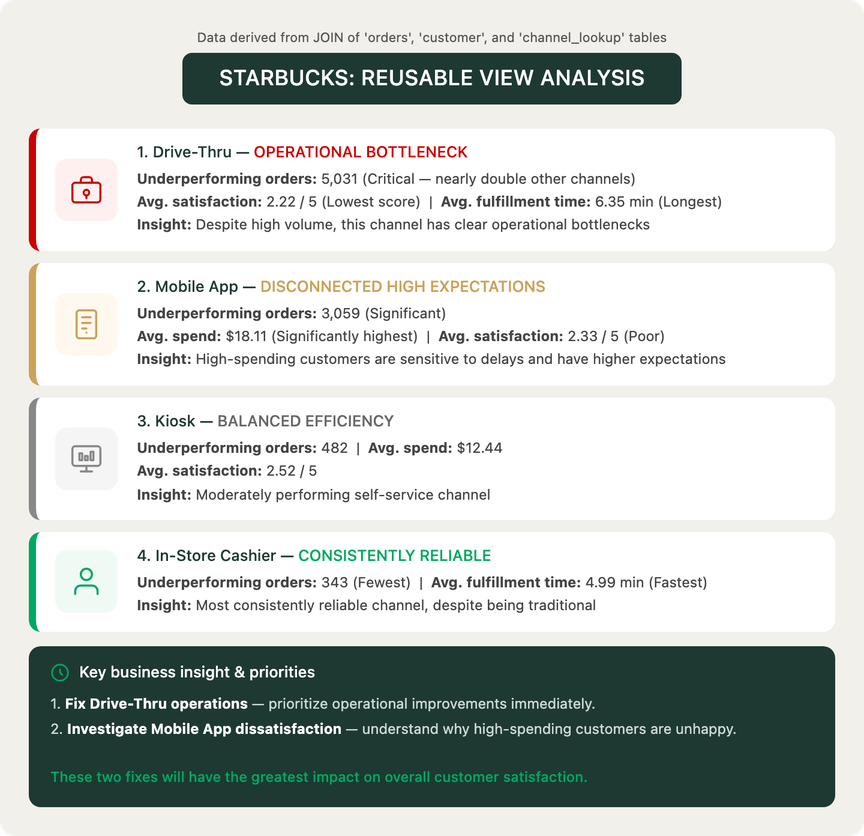 Data derived from JOIN of 'orders', 'customer', and 'channel_lookup' tables
STARBUCKS: REUSABLE VIEW ANALYSIS
1. Drive-Thru — OPERATIONAL BOTTLENECK
Underperforming orders: 5,031 (Critical — nearly double other channels)
Avg. satisfaction: 2.22 / 5 (Lowest score) | Avg. fulfillment time: 6.35 min (Longest)
Insight: Despite high volume, this channel has clear operational bottlenecks
2. Mobile App — DISCONNECTED HIGH EXPECTATIONS
Underperforming orders: 3,059 (Significant)
Avg. spend: $18.11 (Significantly highest) | Avg. satisfaction: 2.33 / 5 (Poor)
Insight: High-spending customers are sensitive to delays and have higher expectations
3. Kiosk — BALANCED EFFICIENCY
Underperforming orders: 482 | Avg. spend: $12.44
Avg. satisfaction: 2.52 / 5
Insight: Moderately performing self-service channel
4. In-Store Cashier — CONSISTENTLY RELIABLE
Underperforming orders: 343 (Fewest) | Avg. fulfillment time: 4.99 min (Fastest)
Insight: Most consistently reliable channel, despite being traditional
Key business insight & priorities
1. Fix Drive-Thru operations — prioritize operational improvements immediately.
2. Investigate Mobile App dissatisfaction — understand why high-spending customers are unhappy.
These two fixes will have the greatest impact on overall customer satisfaction.